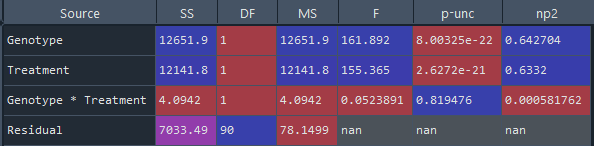 Source SS DF MS F p-unc np2
Genotype 12651.9 1 12651.9 161.892 8.00325e-22 0.642704
Treatment 12141.8 1 12141.8 155.365 2.6272e-21 0.6332
Genotype * Treatment 4.0942 1 4.0942 0.0523891 0.819476 0.000581762
Residual 7033.49 90 78.1499 nan nan nan